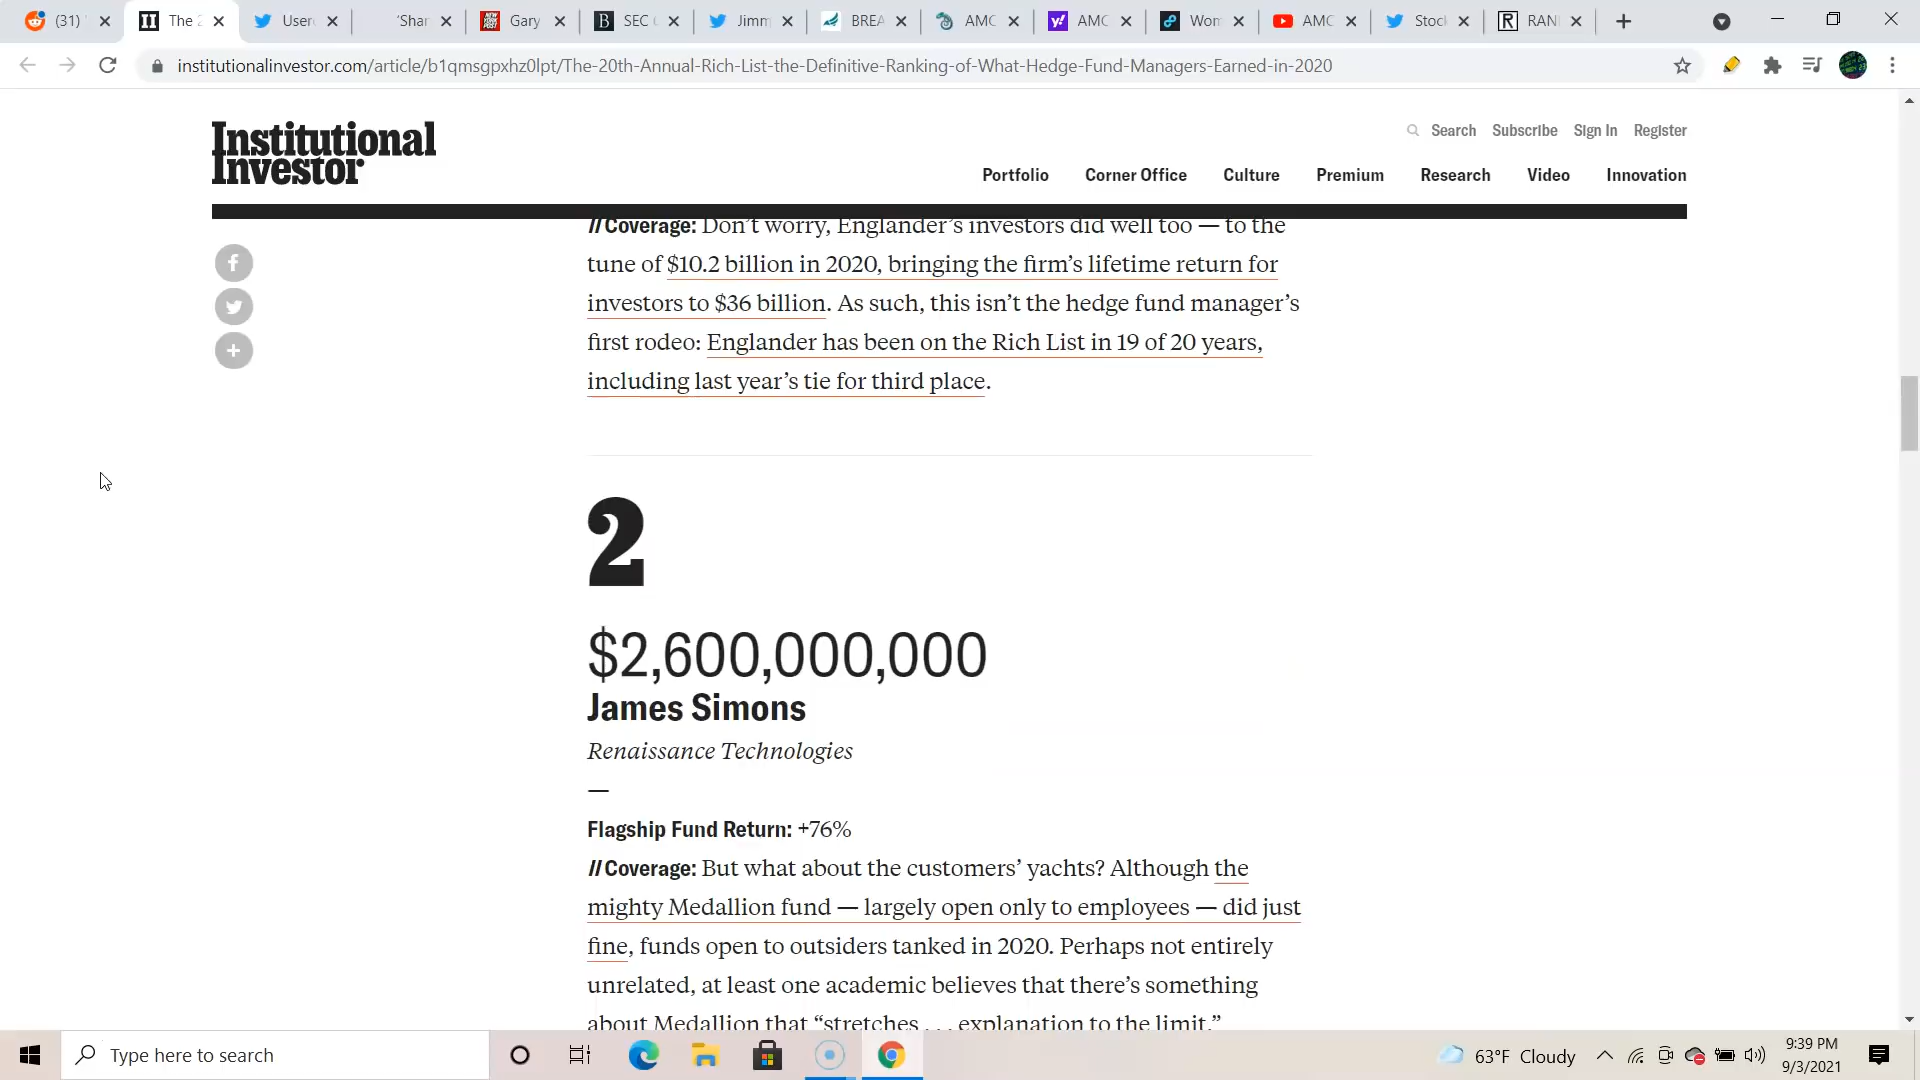 (31)
The 2
User
'Shar
Gary
SEC
Jimm
BREA
AMC
AMC
Wom
AMC
Stoc
RAN
institutionalinvestor.com/article/b1qmsgpxhz0lpt/The-20th-Annual-Rich-List-the-Definitive-Ranking-of-What-Hedge-Fund-Managers-Earned-in-2020
Institutional
Investor
Search Subscribe Sign In Register
Portfolio Corner Office Culture Premium Research Video Innovation
//Coverage: Don’t worry, Englander’s investors did well too — to the
tune of $10.2 billion in 2020, bringing the firm’s lifetime return for
investors to $36 billion. As such, this isn’t the hedge fund manager’s
first rodeo: Englander has been on the Rich List in 19 of 20 years,
including last year’s tie for third place.
2
$2,600,000,000
James Simons
Renaissance Technologies
—
Flagship Fund Return: +76%
//Coverage: But what about the customers’ yachts? Although the
mighty Medallion fund — largely open only to employees — did just
fine, funds open to outsiders tanked in 2020. Perhaps not entirely
unrelated, at least one academic believes that there’s something
about Medallion that “stretches . . . explanation to the limit.”
Type here to search
63°F Cloudy
9:39 PM
9/3/2021